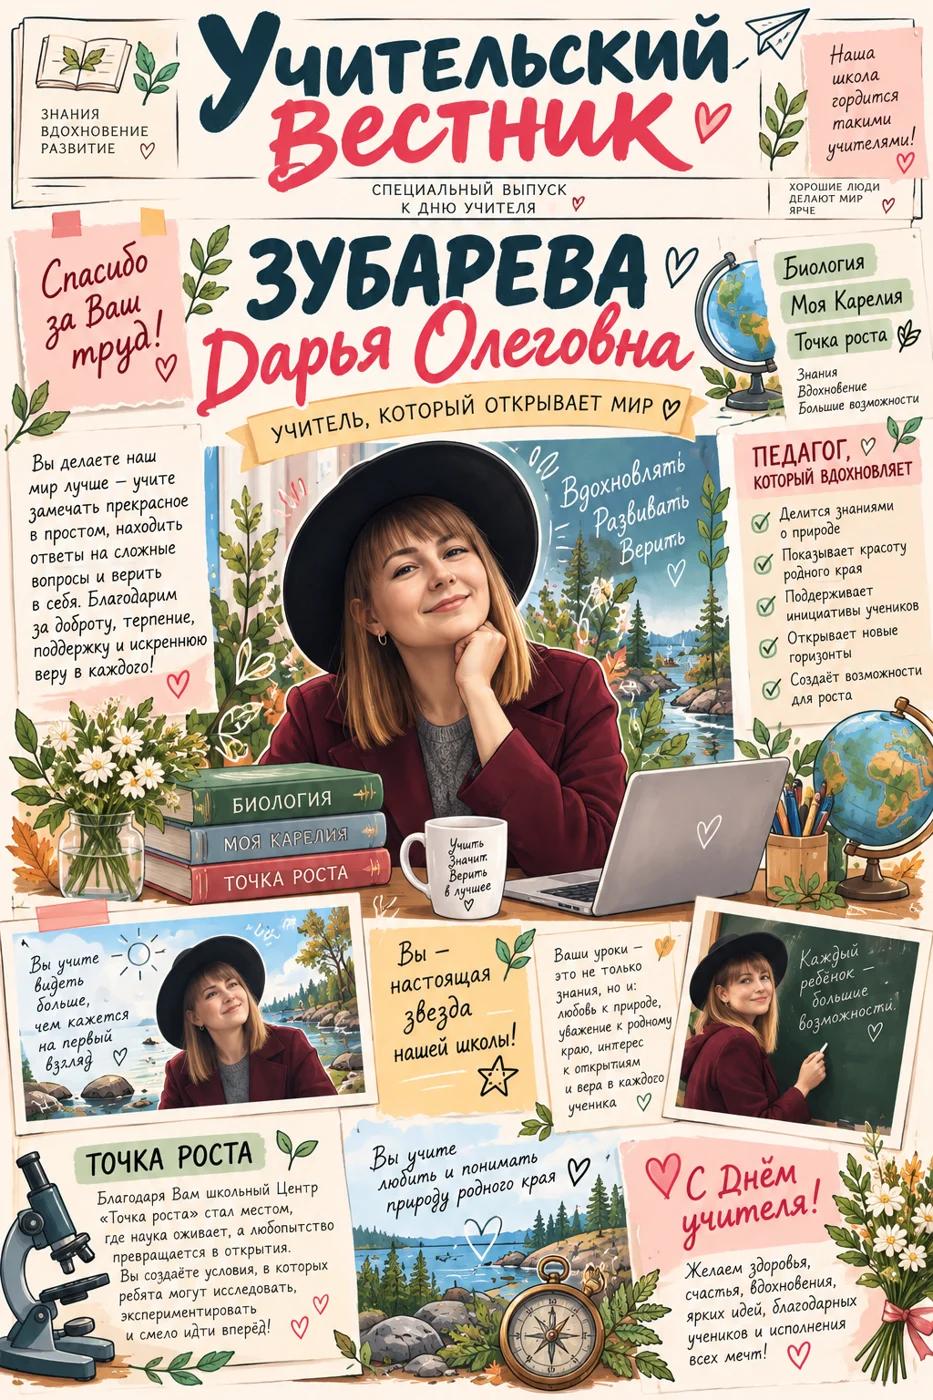 ЗНАНИЯ
ВДОХНОВЕНИЕ
РАЗВИТИЕ
УЧИТЕЛЬСКИЙ
ВЕСТНИК
СПЕЦИАЛЬНЫЙ ВЫПУСК
К ДНЮ УЧИТЕЛЯ
Наша
школа
гордится
такими
учителями!
ХОРОШИЕ ЛЮДИ
ДЕЛАЮТ МИР
ЯРЧЕ
Спасибо
за Ваш
труд!
ЗУБАРЕВА
Дарья Олеговна
УЧИТЕЛЬ, КОТОРЫЙ ОТКРЫВАЕТ МИР
Биология
Моя Карелия
Точка роста
Знания
Вдохновение
Большие возможности
Вы делаете наш
мир лучше – учите
замечать прекрасное
в простом, находить
ответы на сложные
вопросы и верить
в себя. Благодарим
за доброту, терпение,
поддержку и искреннюю
веру в каждого!
Вдохновлять
Развивать
Верить
ПЕДАГОГ,
КОТОРЫЙ ВДОХНОВЛЯЕТ
Делится знаниями
о природе
Показывает красоту
родного края
Поддерживает
инициативы учеников
Открывает новые
горизонты
Создаёт возможности
для роста
БИОЛОГИЯ
МОЯ КАРЕЛИЯ
ТОЧКА РОСТА
Учить
Значит
Верить
в лучшее
Вы учите
видеть
больше,
чем кажется
на первый
взгляд
Вы –
настоящая
звезда
нашей школы!
Ваши уроки –
это не только
знания, но и:
любовь к природе,
уважение к родному
краю, интерес
к открытиям
и вера в каждого
ученика
Каждый
ребёнок –
большие
возможности.
ТОЧКА РОСТА
Благодаря Вам школьный Центр
«Точка роста» стал местом,
где наука оживает, а любопытство
превращается в открытия.
Вы создаёте условия, в которых
ребята могут исследовать,
экспериментировать
и смело идти вперёд!
Вы учите
любить и понимать
природу родного края
С Днём
учителя!
Желаем здоровья,
счастья, вдохновения,
ярких идей, благодарных
учеников и исполнения
всех мечт!